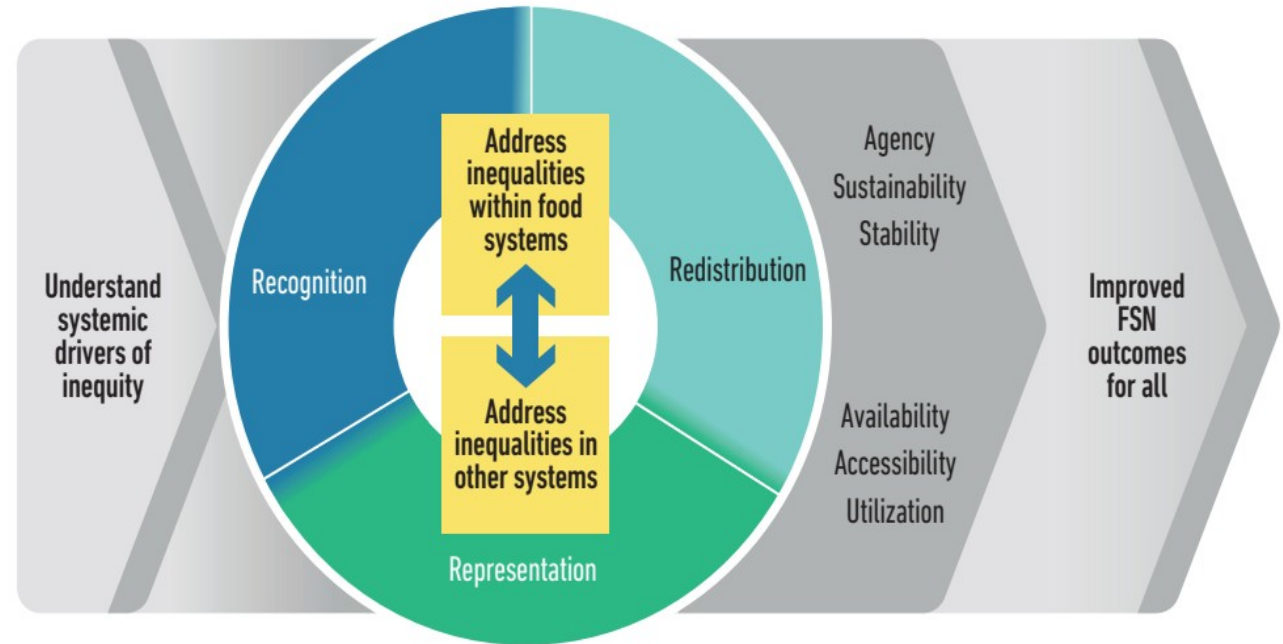 Understand
systemic
drivers of
inequity
Recognition
Address
inequalities
within food
systems
Address
inequalities in
other systems
Redistribution
Representation
Agency
Sustainability
Stability
Availability
Accessibility
Utilization
Improved
FSN
outcomes
for all